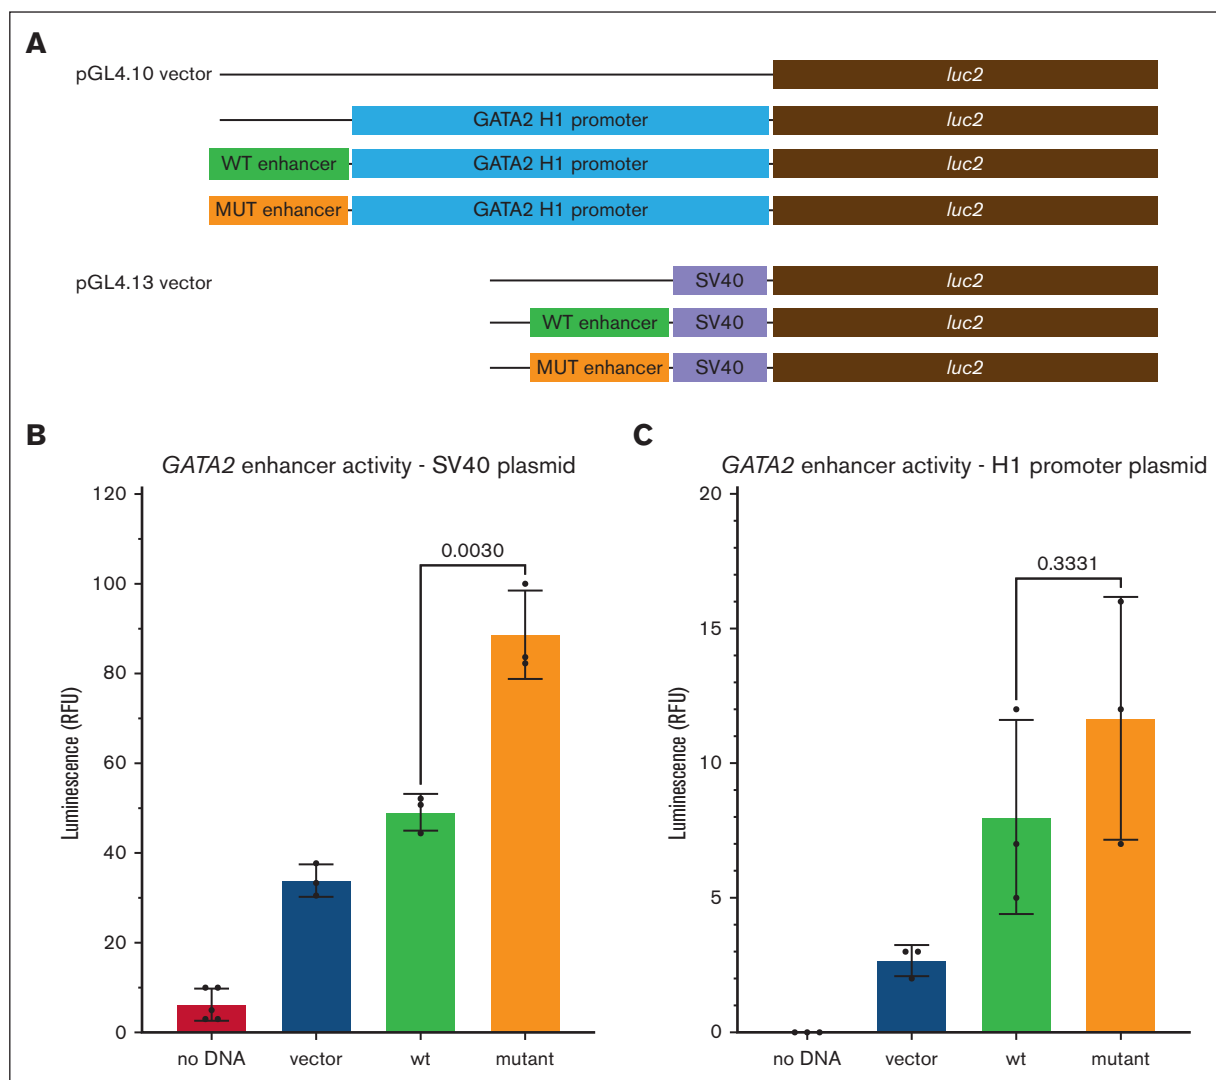 A
pGL4.10 vector
luc2
GATA2 H1 promoter
luc2
WT enhancer
GATA2 H1 promoter
luc2
MUT enhancer
GATA2 H1 promoter
luc2
pGL4.13 vector
SV40
luc2
WT enhancer
SV40
luc2
MUT enhancer
SV40
luc2
B
GATA2 enhancer activity - SV40 plasmid
Luminescence (RFU)
120
100
80
60
40
20
0
0.0030
no DNA
vector
wt
mutant
C
GATA2 enhancer activity - H1 promoter plasmid
Luminescence (RFU)
20
15
10
5
0
0.3331
no DNA
vector
wt
mutant